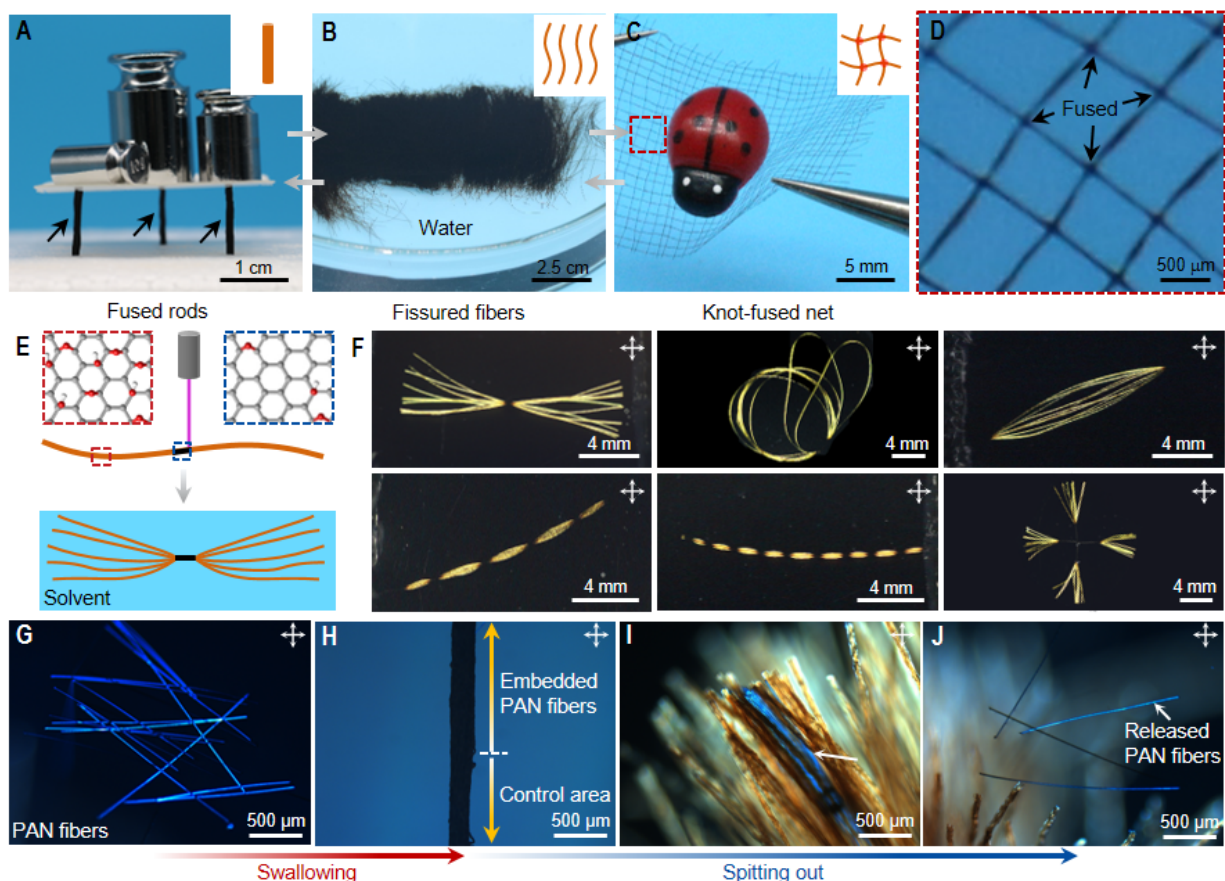 A
1 cm
B
Water
2.5 cm
C
5 mm
D
Fused
500 µm
Fused rods
Fissured fibers
Knot-fused net
E
Solvent
F
4 mm
4 mm
4 mm
4 mm
4 mm
4 mm
G
PAN fibers
500 µm
H
Embedded
PAN fibers
Control area
500 µm
I
500 µm
J
Released
PAN fibers
500 µm
Swallowing
Spitting out